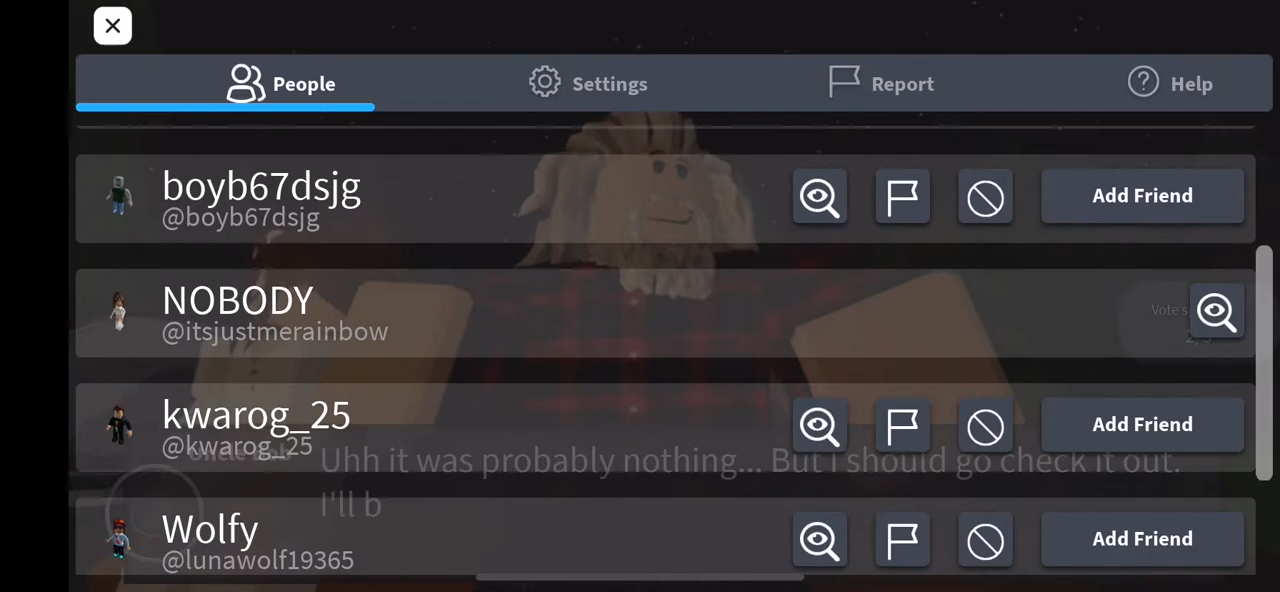 People
Settings
Report
Help
boyb67dsjg
@boyb67dsjg
Add Friend
NOBODY
@itsjustmerainbow
Vote s
kwarog_25
@kwarog_25
Add Friend
Uhh it was probably nothing... But I should go check it out.
I'll b
Wolfy
@lunawolf19365
Add Friend